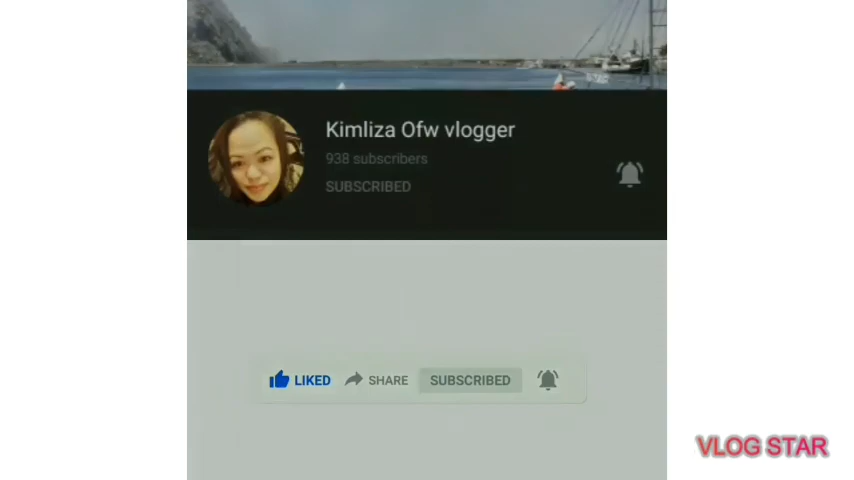 Kimliza Ofw vlogger
938 subscribers
SUBSCRIBED
LIKED SHARE SUBSCRIBED
VLOG STAR